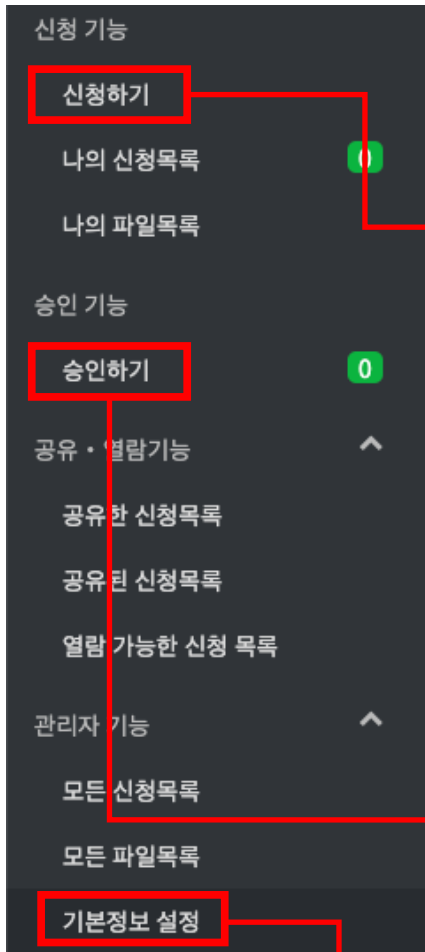 신청 기능
신청하기
나의 신청목록 0
나의 파일목록
승인 기능
승인하기 0
공유・열람기능
공유한 신청목록
공유된 신청목록
열람 가능한 신청 목록
관리자 기능
모든 신청목록
모든 파일목록
기본정보 설정